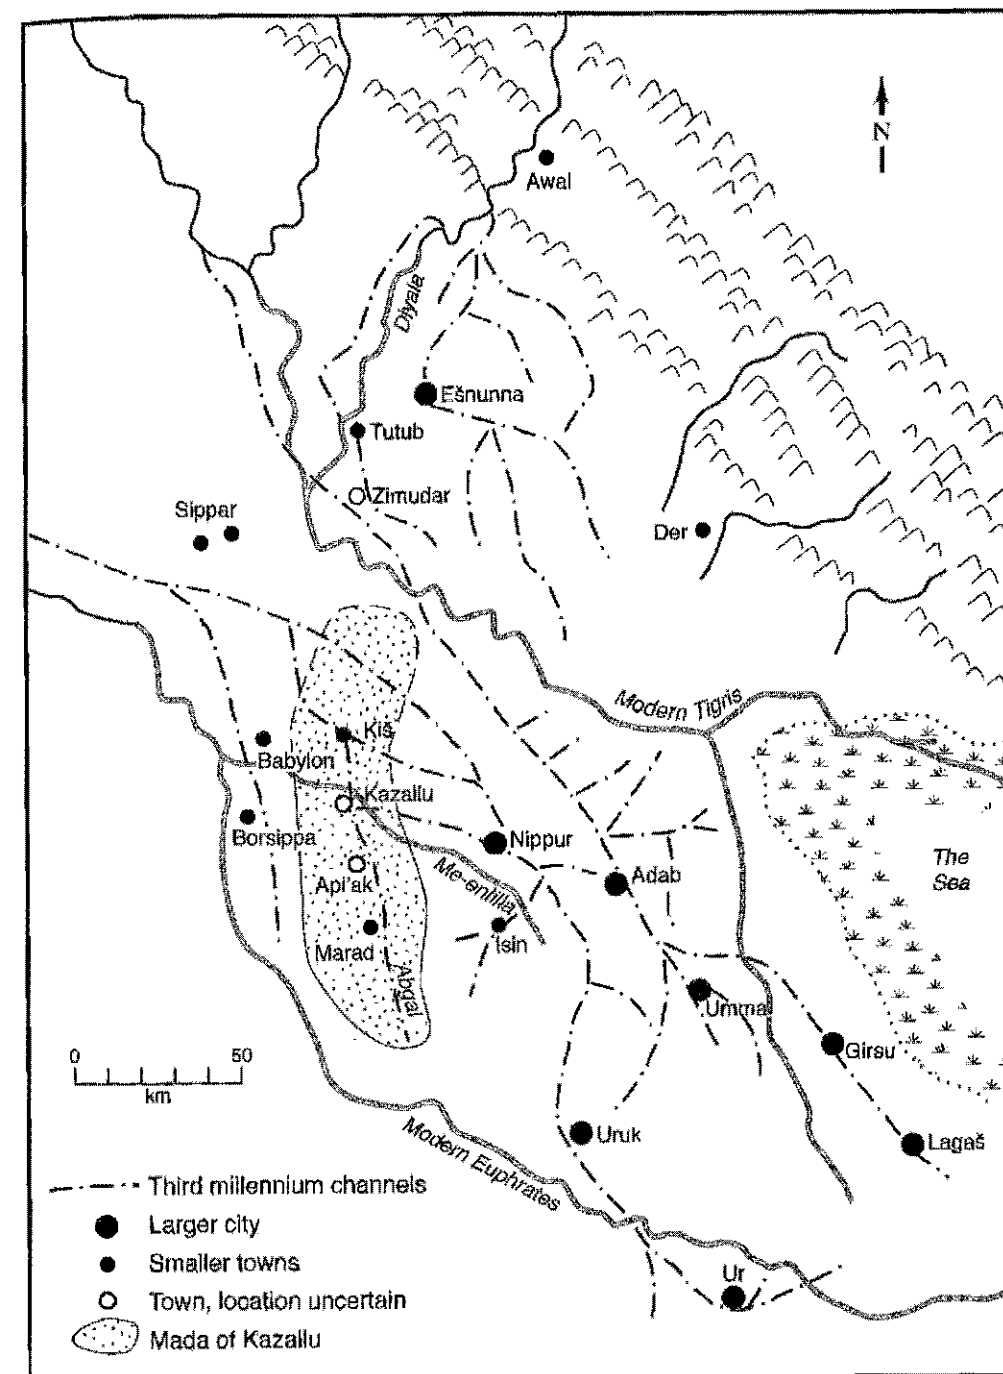 N
Awal
Diyala
Ešnunna
Tutub
Zimudar
Sippar
Der
Modern Tigris
Kiš
Babylon
Kazallu
Borsippa
Nippur
The
Sea
Api'ak
Me-enlilla
Adab
Marad
Isin
Abgal
Umma
Girsu
0 50
km
Uruk
Lagaš
Modern Euphrates
Ur
Third millennium channels
Larger city
Smaller towns
Town, location uncertain
Mada of Kazallu